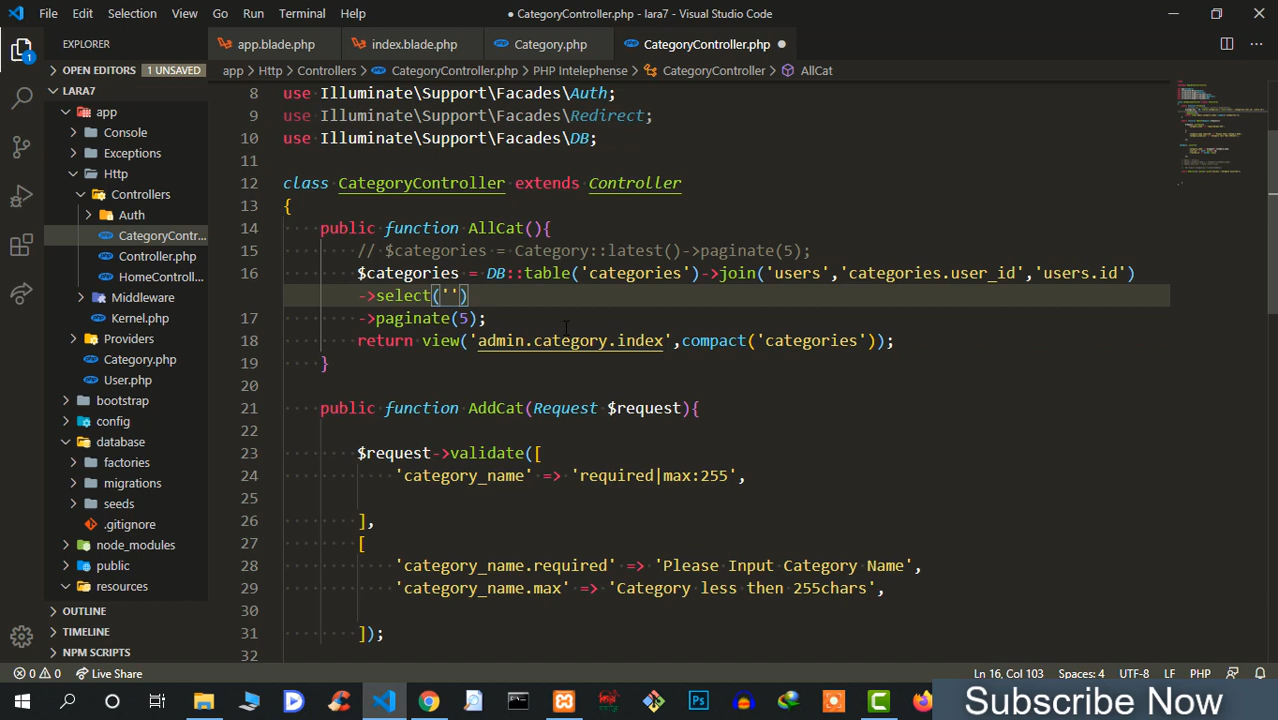 File Edit Selection View Go Run Terminal Help
● CategoryController.php - lara7 - Visual Studio Code
EXPLORER
app.blade.php
index.blade.php
Category.php
CategoryController.php ●
OPEN EDITORS 1 UNSAVED
app > Http > Controllers > CategoryController.php > PHP Intelephense > CategoryController > AllCat
LARA7
app
Console
Exceptions
Http
Controllers
Auth
CategoryContr...
Controller.php
HomeControll...
Middleware
Kernel.php
Providers
Category.php
User.php
bootstrap
config
database
factories
migrations
seeds
.gitignore
node_modules
public
resources
OUTLINE
TIMELINE
NPM SCRIPTS
1
8 use Illuminate\Support\Facades\Auth;
9 use Illuminate\Support\Facades\Redirect;
10 use Illuminate\Support\Facades\DB;
11
12 class CategoryController extends Controller
13 {
14 public function AllCat(){
15 // $categories = Category::latest()->paginate(5);
16 $categories = DB::table('categories')->join('users','categories.user_id','users.id')
->select('')
17 ->paginate(5);
18 return view('admin.category.index',compact('categories'));
19 }
20
21 public function AddCat(Request $request){
22
23 $request->validate([
24 'category_name' => 'required|max:255',
25
26 ],
27 [
28 'category_name.required' => 'Please Input Category Name',
29 'category_name.max' => 'Category less then 255chars',
30
31 ]);
32
0 0 Live Share
Ln 16, Col 103 Spaces: 4 UTF-8 LF PHP
Subscribe Now